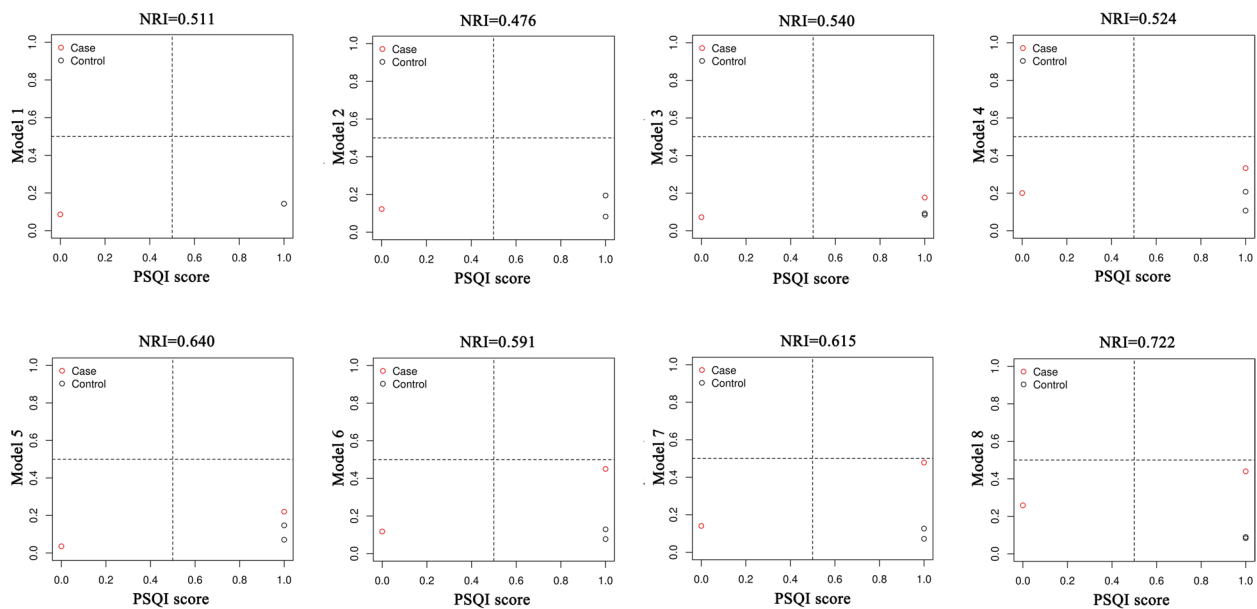 NRI=0.511
Case
Control
Model 1
0.0 0.2 0.4 0.6 0.8 1.0
0.0 0.2 0.4 0.6 0.8 1.0
PSQI score
NRI=0.476
Case
Control
Model 2
0.0 0.2 0.4 0.6 0.8 1.0
0.0 0.2 0.4 0.6 0.8 1.0
PSQI score
NRI=0.540
Case
Control
Model 3
0.0 0.2 0.4 0.6 0.8 1.0
0.0 0.2 0.4 0.6 0.8 1.0
PSQI score
NRI=0.524
Case
Control
Model 4
0.0 0.2 0.4 0.6 0.8 1.0
0.0 0.2 0.4 0.6 0.8 1.0
PSQI score
NRI=0.640
Case
Control
Model 5
0.0 0.2 0.4 0.6 0.8 1.0
0.0 0.2 0.4 0.6 0.8 1.0
PSQI score
NRI=0.591
Case
Control
Model 6
0.0 0.2 0.4 0.6 0.8 1.0
0.0 0.2 0.4 0.6 0.8 1.0
PSQI score
NRI=0.615
Case
Control
Model 7
0.0 0.2 0.4 0.6 0.8 1.0
0.0 0.2 0.4 0.6 0.8 1.0
PSQI score
NRI=0.722
Case
Control
Model 8
0.0 0.2 0.4 0.6 0.8 1.0
0.0 0.2 0.4 0.6 0.8 1.0
PSQI score